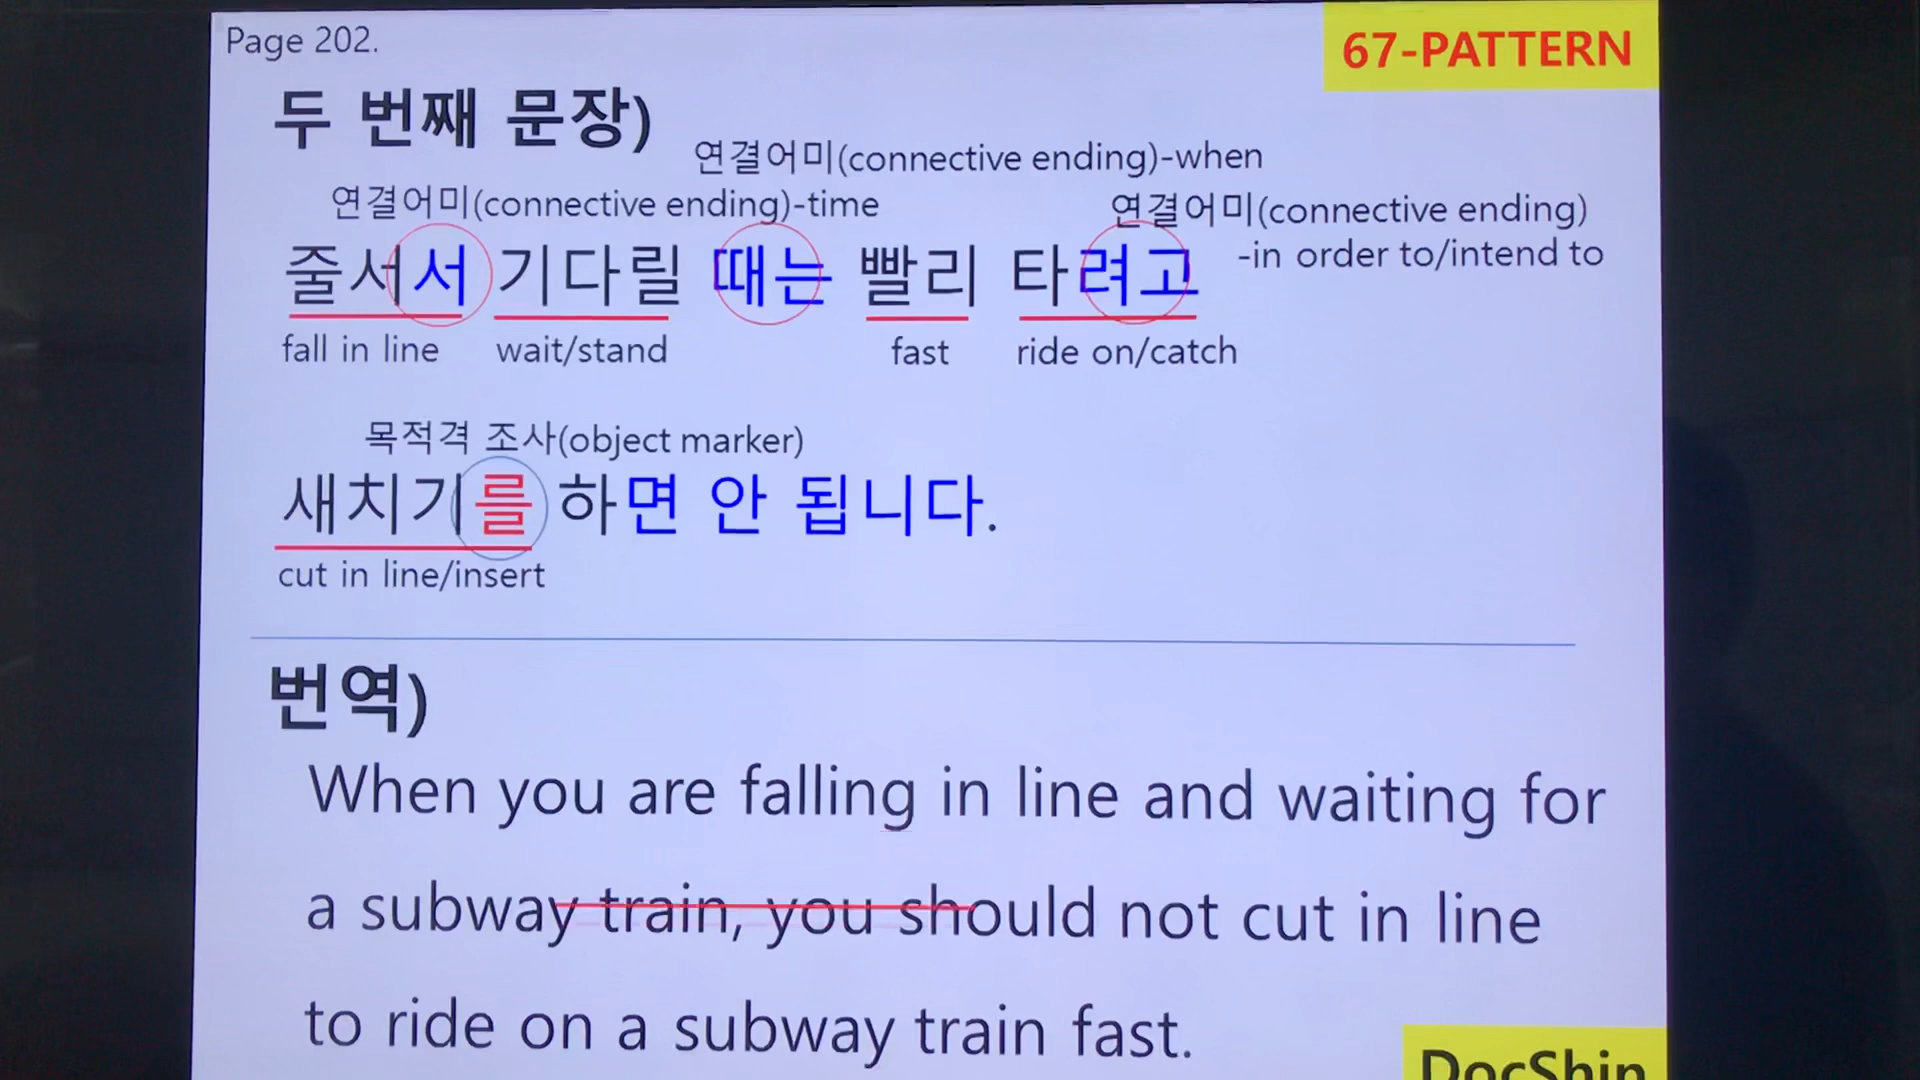 Page 202.
67-PATTERN
두 번째 문장)
연결어미(connective ending)-when
연결어미(connective ending)-time
연결어미(connective ending)
-in order to/intend to
줄서서 기다릴 때는 빨리 타려고
fall in line wait/stand fast ride on/catch
목적격 조사(object marker)
새치기를 하면 안 됩니다.
cut in line/insert
번역)
When you are falling in line and waiting for
a subway train, you should not cut in line
to ride on a subway train fast.
DocShin